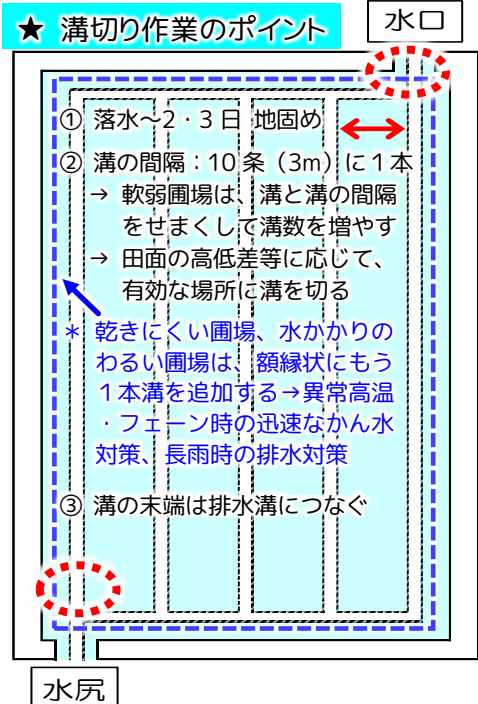 ★ 溝切り作業のポイント
水口
① 落水～2・3日 地固め
② 溝の間隔：10条（3m）に1本
→ 軟弱圃場は、溝と溝の間隔
をせまくして溝数を増やす
→ 田面の高低差等に応じて、
有効な場所に溝を切る
＊ 乾きにくい圃場、水かかりの
わるい圃場は、額縁状にもう
1本溝を追加する→異常高温
・フェーン時の迅速なかん水
対策、長雨時の排水対策
③ 溝の末端は排水溝につなぐ
水尻